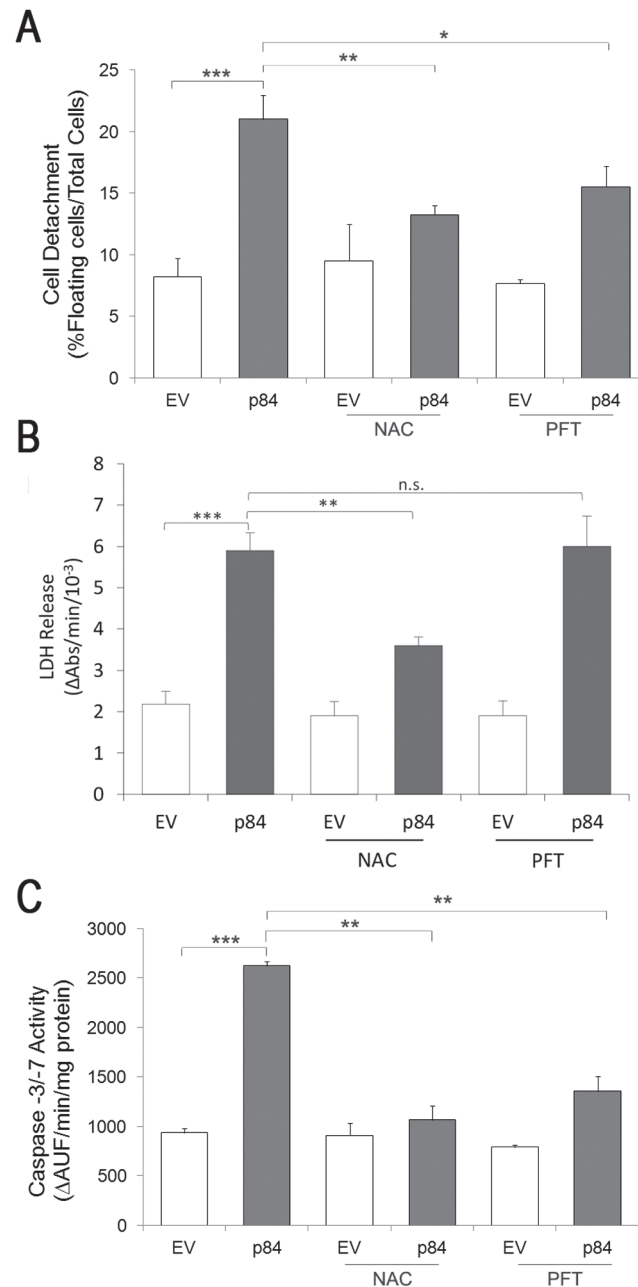 A
*
**
***
25
20
15
10
5
0
Cell Detachment
(%Floating cells/Total Cells)
EV p84 EV p84 EV p84
NAC PFT
B
n.s.
**
***
8
7
6
5
4
3
2
1
0
LDH Release
(ΔAbs/min/10⁻³)
EV p84 EV p84 EV p84
NAC PFT
C
**
**
***
3000
2500
2000
1500
1000
500
0
Caspase -3/-7 Activity
(ΔAUF/min/mg protein)
EV p84 EV p84 EV p84
NAC PFT